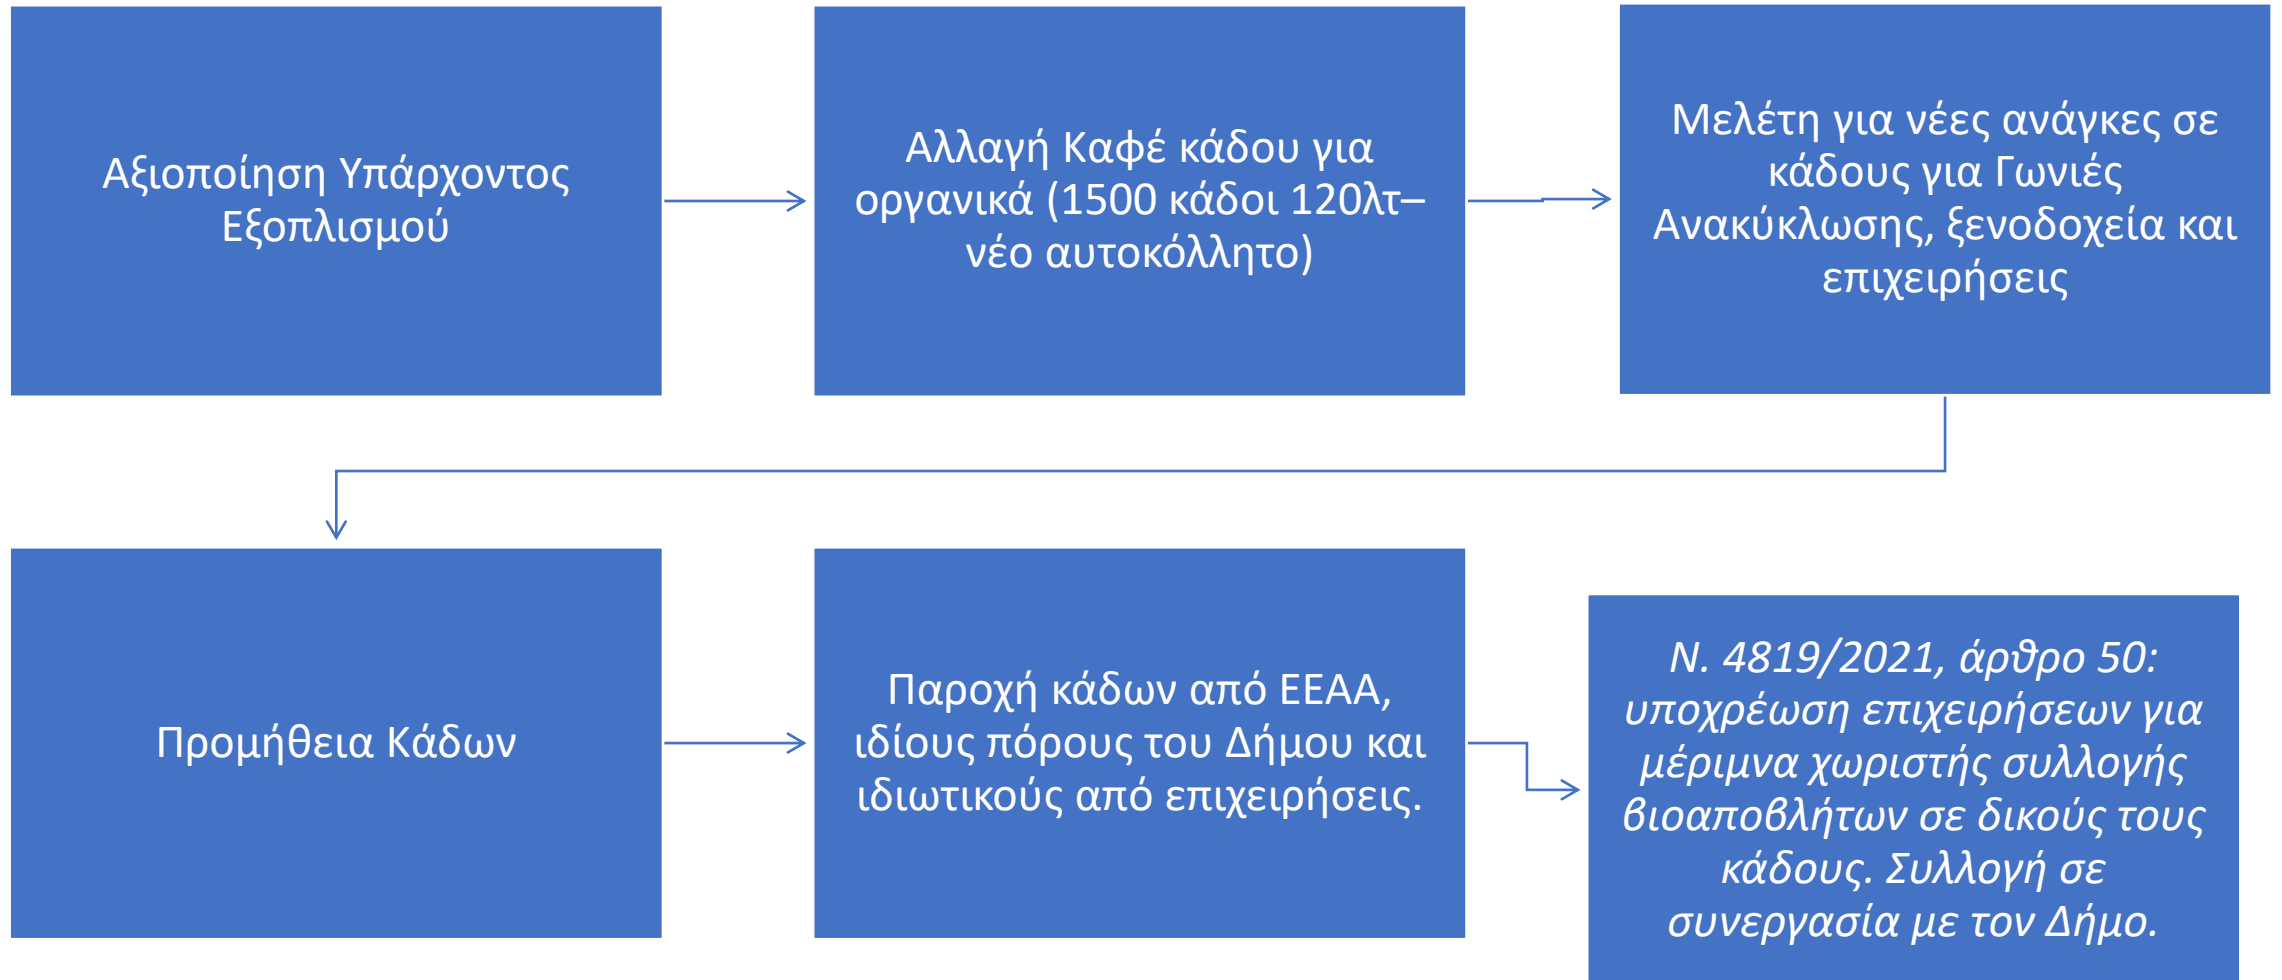 Αξιοποίηση Υπάρχοντος
Εξοπλισμού
Αλλαγή Καφέ κάδου για
οργανικά (1500 κάδοι 120λτ–
νέο αυτοκόλλητο)
Μελέτη για νέες ανάγκες σε
κάδους για Γωνιές
Ανακύκλωσης, ξενοδοχεία και
επιχειρήσεις
Προμήθεια Κάδων
Παροχή κάδων από ΕΕΑΑ,
ιδίους πόρους του Δήμου και
ιδιωτικούς από επιχειρήσεις.
Ν. 4819/2021, άρθρο 50:
υποχρέωση επιχειρήσεων για
μέριμνα χωριστής συλλογής
βιοαποβλήτων σε δικούς τους
κάδους. Συλλογή σε
συνεργασία με τον Δήμο.